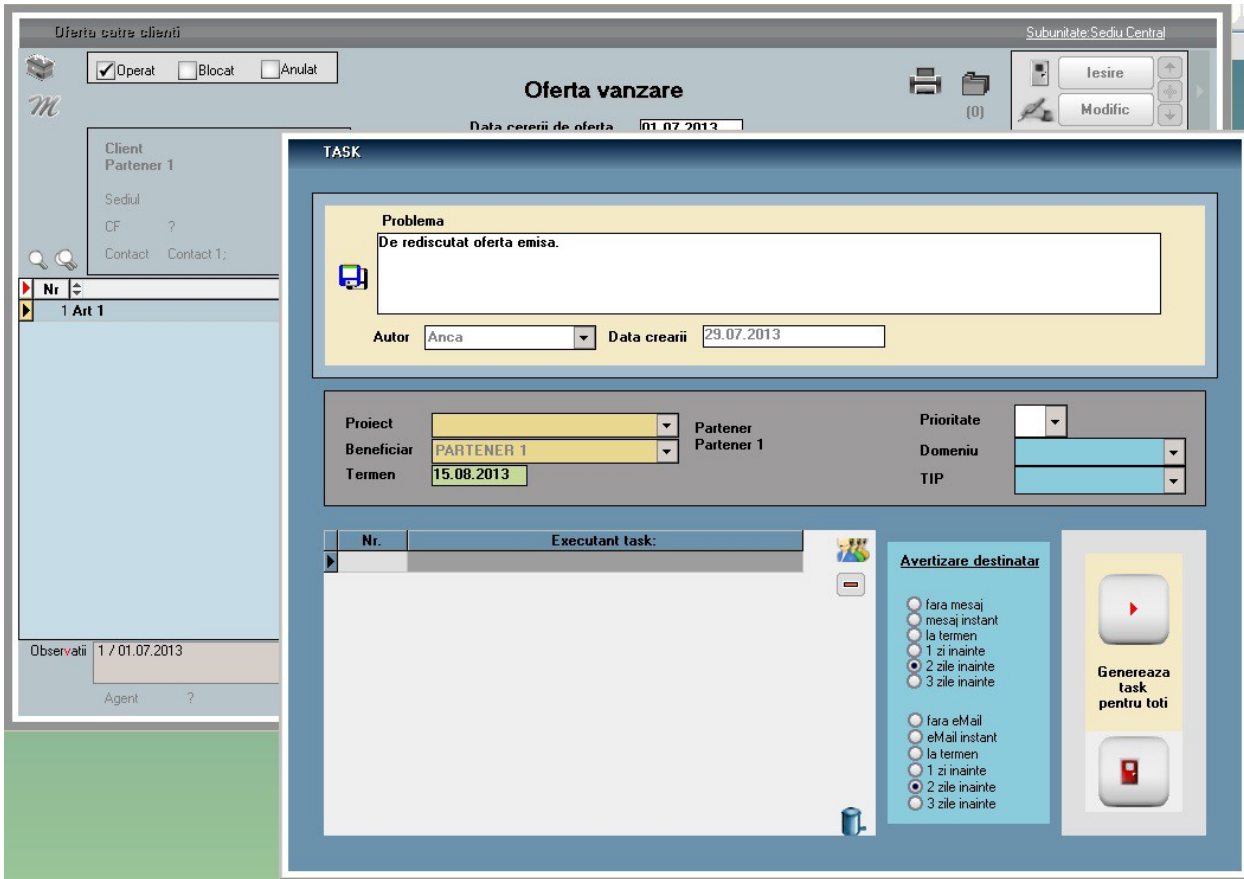 Oferta catre clienti
Subunitate:Sediu Central
Operat Blocat Anulat
Oferta vanzare
(0)
Iesire
Modific
Data cererii de oferta 01.07.2013
Client
Partener 1
Sediul
CF ?
Contact Contact 1;
Nr
1 Art 1
Observatii 1 / 01.07.2013
Agent ?
TASK
Problema
De rediscutat oferta emisa.
Autor Anca Data crearii 29.07.2013
Proiect
Beneficiar PARTENER 1
Termen 15.08.2013
Partener
Partener 1
Prioritate
Domeniu
TIP
Nr. Executant task:
Avertizare destinatar
fara mesaj
mesaj instant
la termen
1 zi inainte
2 zile inainte
3 zile inainte
fara eMail
eMail instant
la termen
1 zi inainte
2 zile inainte
3 zile inainte
Genereaza
task
pentru toti